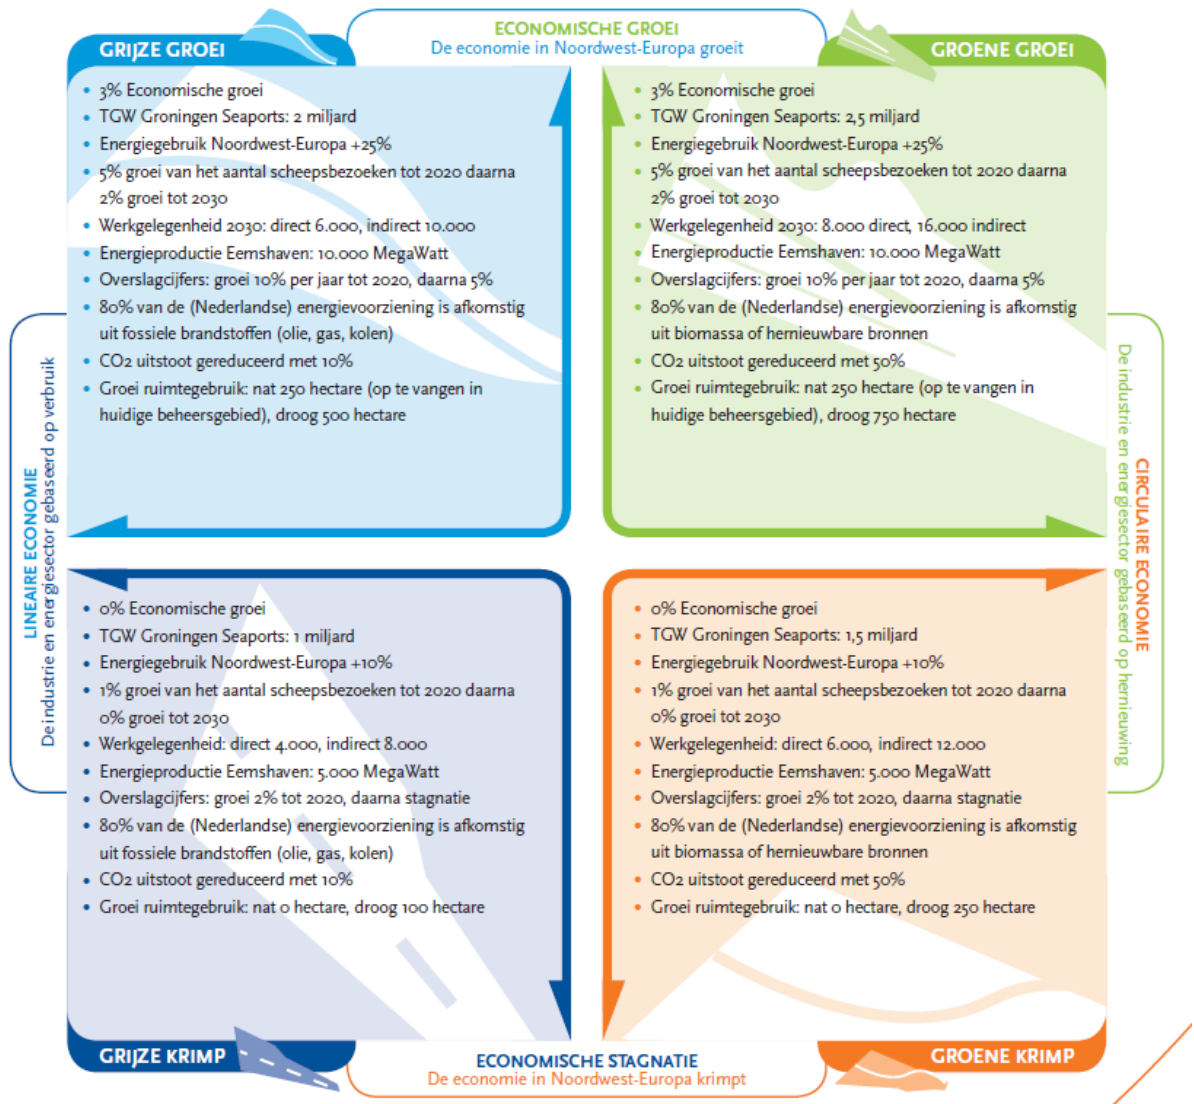 ECONOMISCHE GROEI
De economie in Noordwest-Europa groeit
GRIJZE GROEI
• 3% Economische groei
• TGW Groningen Seaports: 2 miljard
• Energiegebruik Noordwest-Europa +25%
• 5% groei van het aantal scheepsbezoeken tot 2020 daarna
2% groei tot 2030
• Werkgelegenheid 2030: direct 6.000, indirect 10.000
• Energieproductie Eemshaven: 10.000 MegaWatt
• Overslagcijfers: groei 10% per jaar tot 2020, daarna 5%
• 80% van de (Nederlandse) energievoorziening is afkomstig
uit fossiele brandstoffen (olie, gas, kolen)
• CO2 uitstoot gereduceerd met 10%
• Groei ruimtegebruik: nat 250 hectare (op te vangen in
huidige beheersgebied), droog 500 hectare
GROENE GROEI
• 3% Economische groei
• TGW Groningen Seaports: 2,5 miljard
• Energiegebruik Noordwest-Europa +25%
• 5% groei van het aantal scheepsbezoeken tot 2020 daarna
2% groei tot 2030
• Werkgelegenheid 2030: 8.000 direct, 16.000 indirect
• Energieproductie Eemshaven: 10.000 MegaWatt
• Overslagcijfers: groei 10% per jaar tot 2020, daarna 5%
• 80% van de (Nederlandse) energievoorziening is afkomstig
uit biomassa of hernieuwbare bronnen
• CO2 uitstoot gereduceerd met 50%
• Groei ruimtegebruik: nat 250 hectare (op te vangen in
huidige beheersgebied), droog 750 hectare
LINEAIRE ECONOMIE
De industrie en energiesector gebaseerd op verbruik
CIRCULAIRE ECONOMIE
De industrie en energiesector gebaseerd op hernieuwing
• 0% Economische groei
• TGW Groningen Seaports: 1 miljard
• Energiegebruik Noordwest-Europa +10%
• 1% groei van het aantal scheepsbezoeken tot 2020 daarna
0% groei tot 2030
• Werkgelegenheid: direct 4.000, indirect 8.000
• Energieproductie Eemshaven: 5.000 MegaWatt
• Overslagcijfers: groei 2% tot 2020, daarna stagnatie
• 80% van de (Nederlandse) energievoorziening is afkomstig
uit fossiele brandstoffen (olie, gas, kolen)
• CO2 uitstoot gereduceerd met 10%
• Groei ruimtegebruik: nat 0 hectare, droog 100 hectare
GRIJZE KRIMP
• 0% Economische groei
• TGW Groningen Seaports: 1,5 miljard
• Energiegebruik Noordwest-Europa +10%
• 1% groei van het aantal scheepsbezoeken tot 2020 daarna
0% groei tot 2030
• Werkgelegenheid: direct 6.000, indirect 12.000
• Energieproductie Eemshaven: 5.000 MegaWatt
• Overslagcijfers: groei 2% tot 2020, daarna stagnatie
• 80% van de (Nederlandse) energievoorziening is afkomstig
uit biomassa of hernieuwbare bronnen
• CO2 uitstoot gereduceerd met 50%
• Groei ruimtegebruik: nat 0 hectare, droog 250 hectare
GROENE KRIMP
ECONOMISCHE STAGNATIE
De economie in Noordwest-Europa krimpt